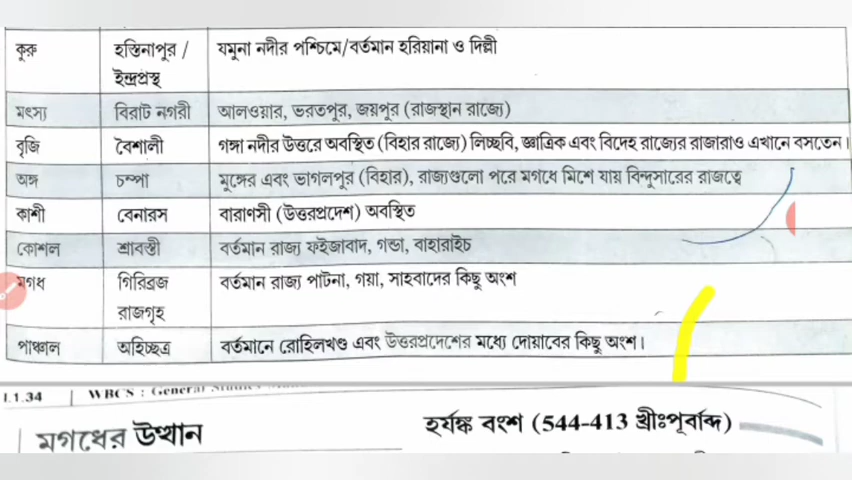 কুরু হস্তিনাপুর / যমুনা নদীর পশ্চিমে/বর্তমান হরিয়ানা ও দিল্লী
ইন্দ্রপ্রস্থ
মৎস্য বিরাট নগরী আলওয়ার, ভরতপুর, জয়পুর (রাজস্থান রাজ্যে)
বৃজি বৈশালী গঙ্গা নদীর উত্তরে অবস্থিত (বিহার রাজ্যে) লিচ্ছবি, জ্ঞাত্রিক এবং বিদেহ রাজ্যের রাজারাও এখানে বসতেন।
অঙ্গ চম্পা মুঙ্গের এবং ভাগলপুর (বিহার), রাজ্যগুলো পরে মগধে মিশে যায় বিন্দুসারের রাজত্বে
কাশী বেনারস বারাণসী (উত্তরপ্রদেশ) অবস্থিত
কোশল শ্রাবস্তী বর্তমান রাজ্য ফইজাবাদ, গন্ডা, বাহারাইচ
মগধ গিরিব্রজ বর্তমান রাজ্য পাটনা, গয়া, সাহবাদের কিছু অংশ
রাজগৃহ
পাঞ্চাল অহিচ্ছত্র বর্তমানে রোহিলখণ্ড এবং উত্তরপ্রদেশের মধ্যে দোয়াবের কিছু অংশ।
I.1.34 | WBCS : General Studies
মগধের উত্থান
হর্যঙ্ক বংশ (544-413 খ্রীঃপূর্বাব্দ)